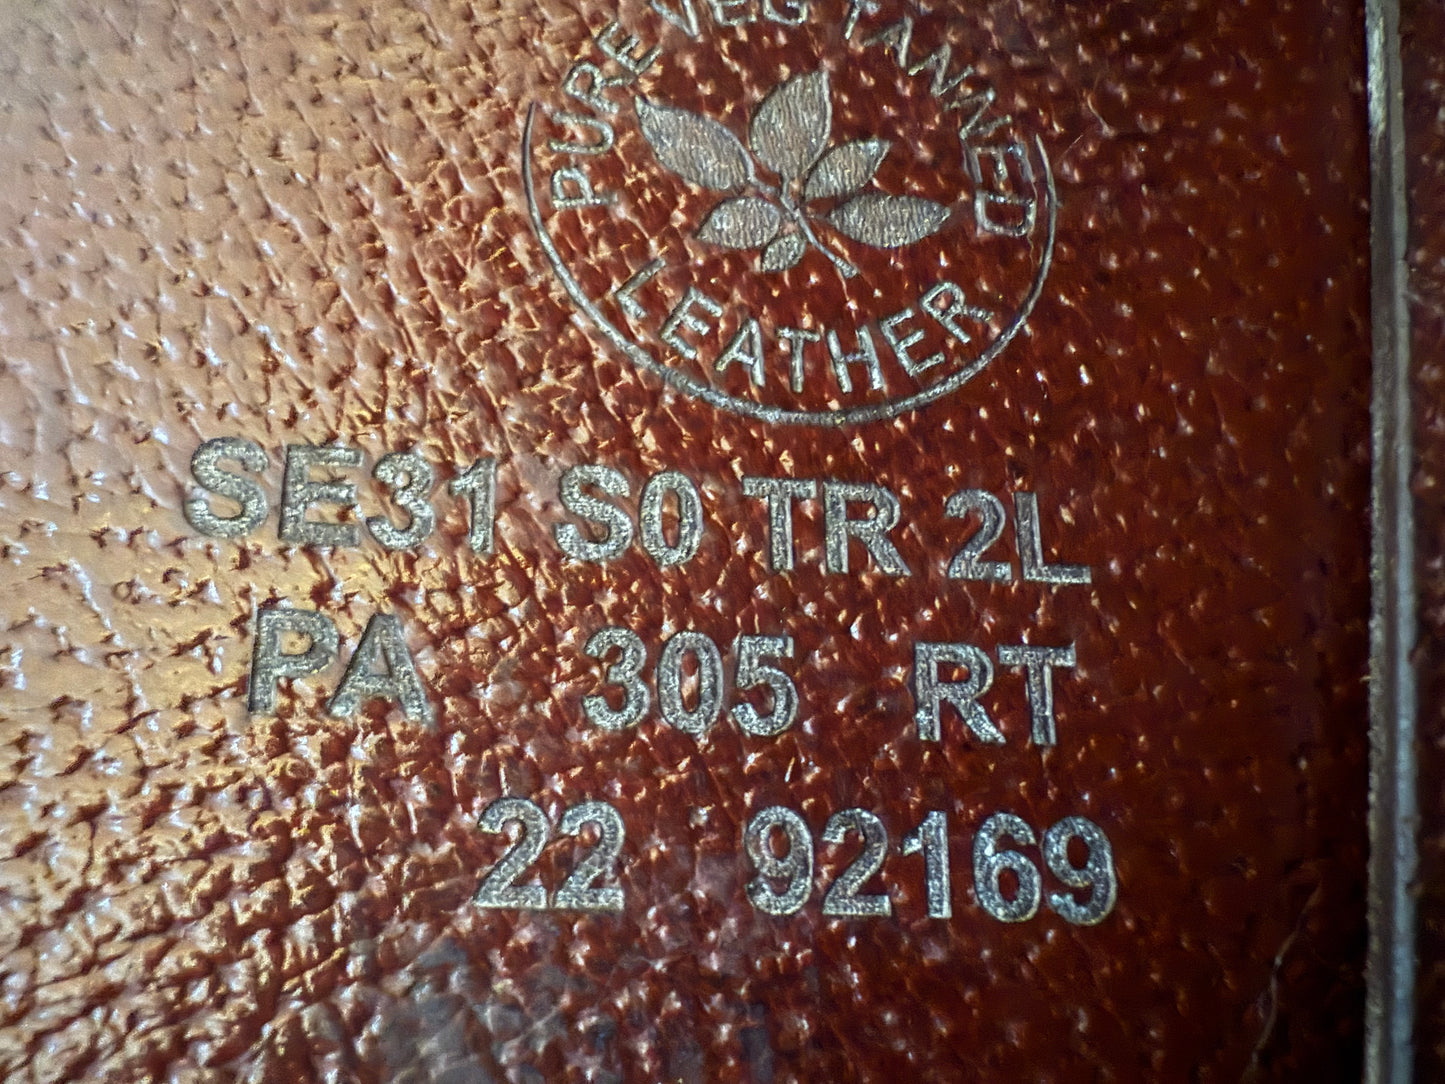 PURE VEG TANNED
LEATHER
SE31 S0 TR 2L
PA 305 RT
22 92169